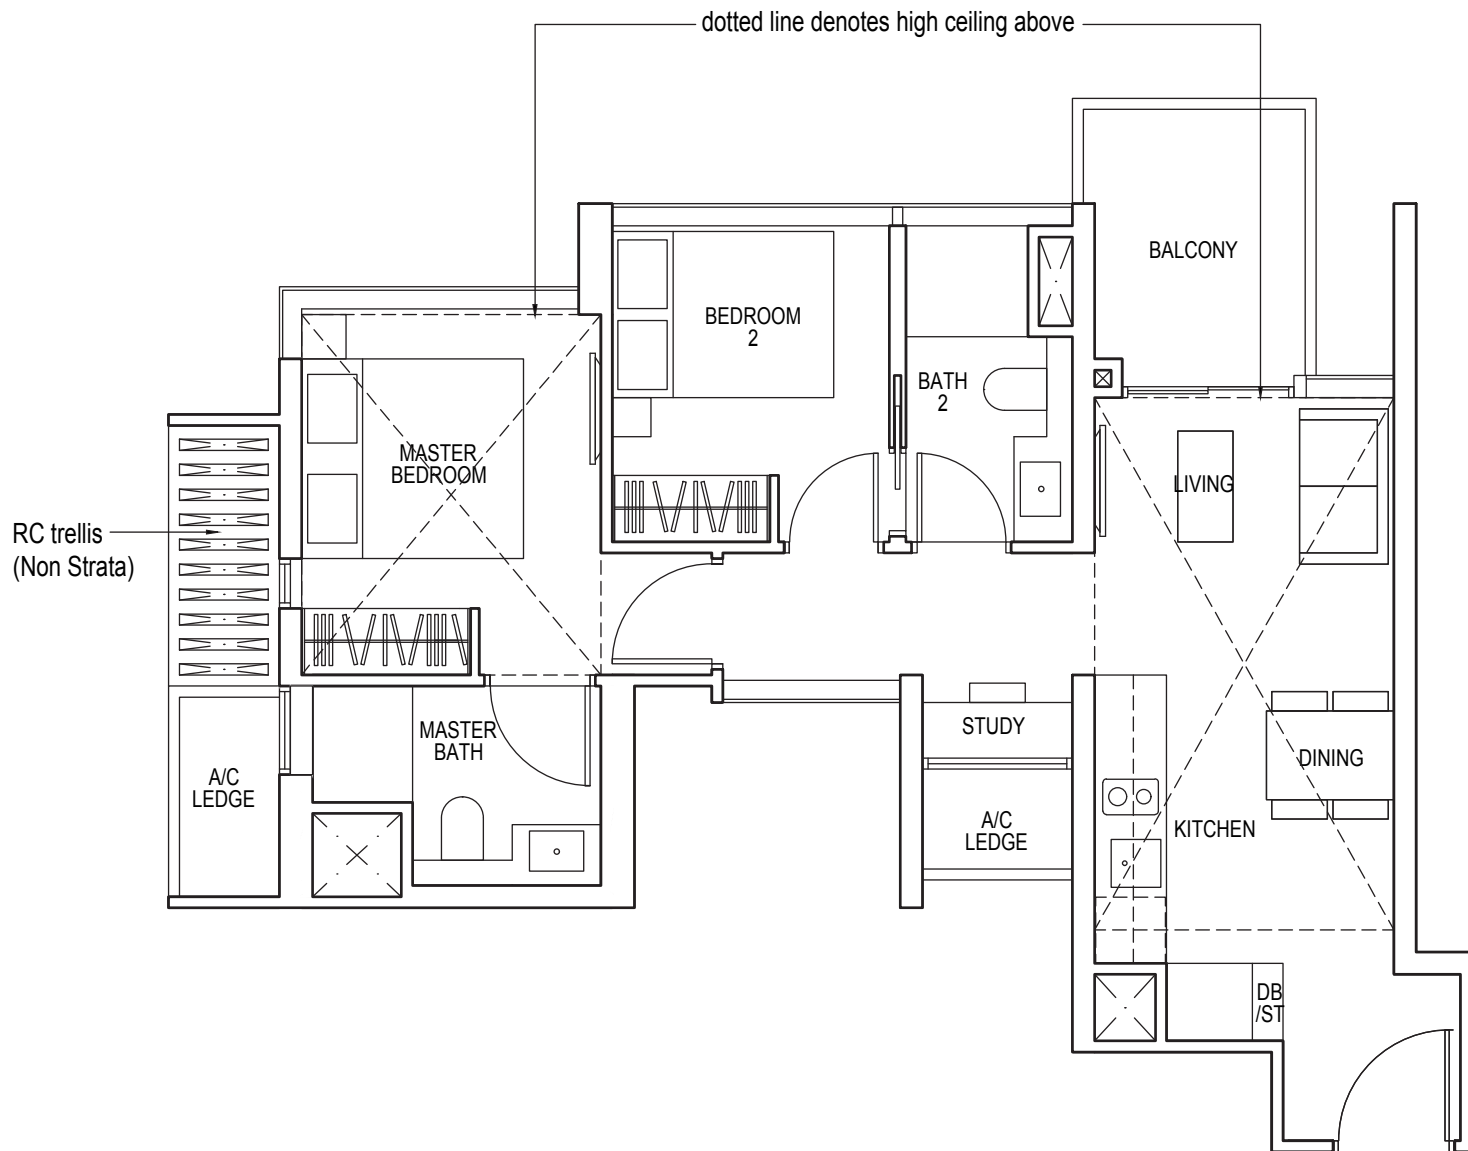 dotted line denotes high ceiling above
BALCONY
BEDROOM
2
BATH
2
MASTER
BEDROOM
LIVING
RC trellis
(Non Strata)
STUDY
MASTER
BATH
DINING
A/C
LEDGE
A/C
LEDGE
KITCHEN
DB
/ST